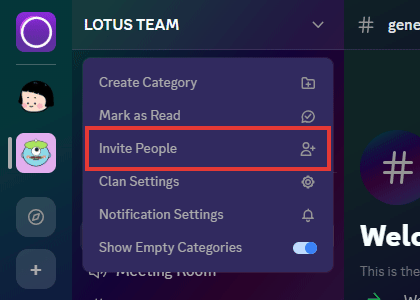 LOTUS TEAM
# gene
Create Category
Mark as Read
Invite People
Clan Settings
Notification Settings
Show Empty Categories
Meeting Room
Welc
This is the